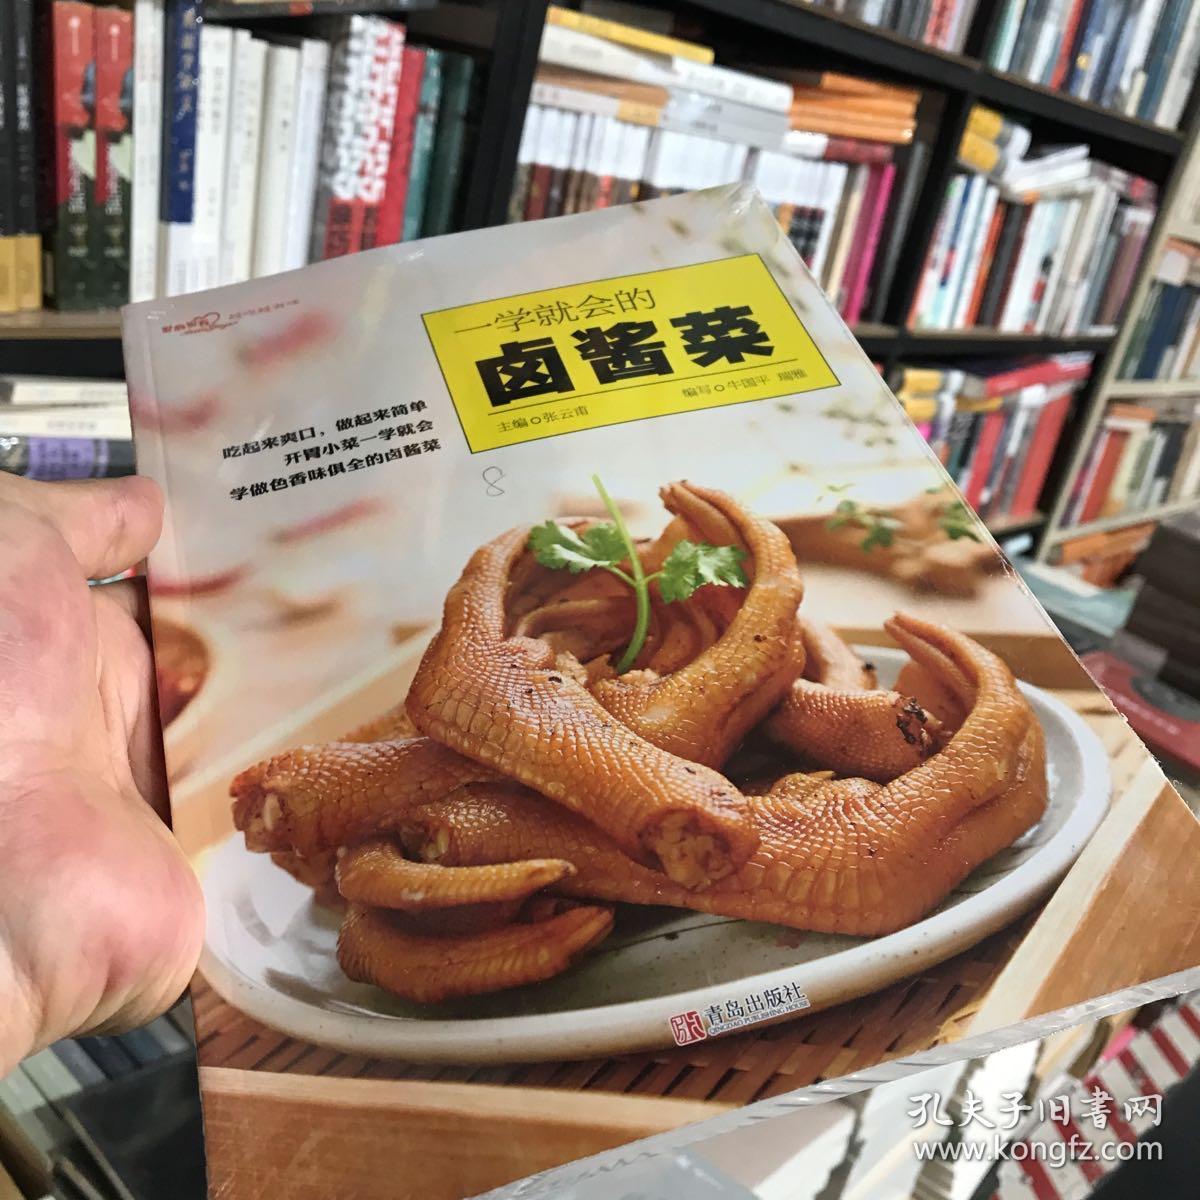 一学就会的
卤酱菜
主编○张云甫
编写○牛国平 瑞雅
吃起来爽口，做起来简单
开胃小菜一学就会
学做色香味俱全的卤酱菜
8
青岛出版社
QINGDAO PUBLISHING HOUSE
孔夫子旧書网
www.kongfz.com